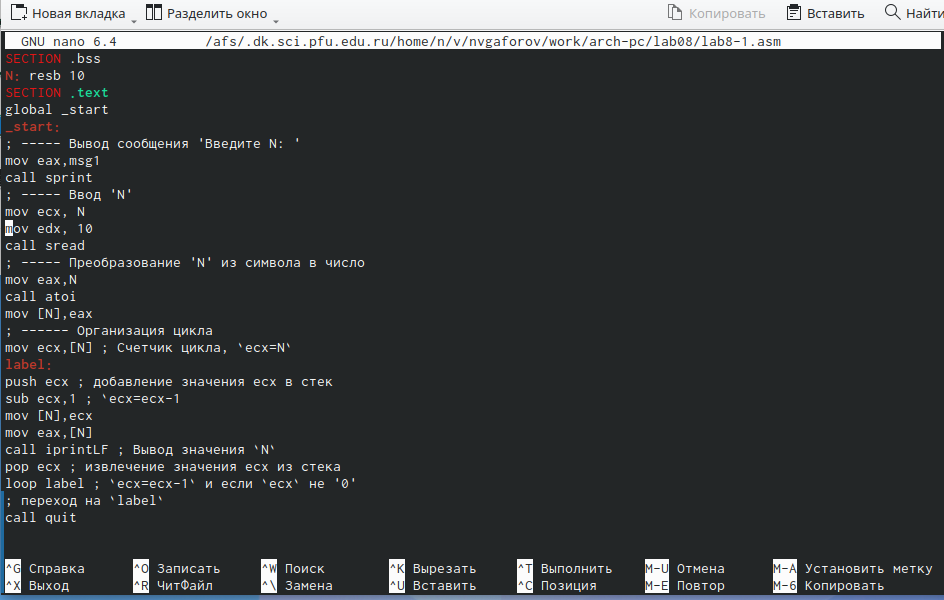 Новая вкладка Разделить окно Копировать Вставить Найти
GNU nano 6.4 /afs/.dk.sci.pfu.edu.ru/home/n/v/nvgaforov/work/arch-pc/lab08/lab8-1.asm
SECTION .bss
N: resb 10
SECTION .text
global _start
_start:
; ----- Вывод сообщения 'Введите N: '
mov eax,msg1
call sprint
; ----- Ввод 'N'
mov ecx, N
mov edx, 10
call sread
; ----- Преобразование 'N' из символа в число
mov eax,N
call atoi
mov [N],eax
; ------ Организация цикла
mov ecx,[N] ; Счетчик цикла, `ecx=N`
label:
push ecx ; добавление значения ecx в стек
sub ecx,1 ; `ecx=ecx-1
mov [N],ecx
mov eax,[N]
call iprintLF ; Вывод значения `N`
pop ecx ; извлечение значения ecx из стека
loop label ; `ecx=ecx-1` и если `ecx` не '0'
; переход на `label`
call quit
^G Справка ^O Записать ^W Поиск ^K Вырезать ^T Выполнить M-U Отмена M-A Установить метку
^X Выход ^R ЧитФайл ^\ Замена ^U Вставить ^C Позиция M-E Повтор M-6 Копировать